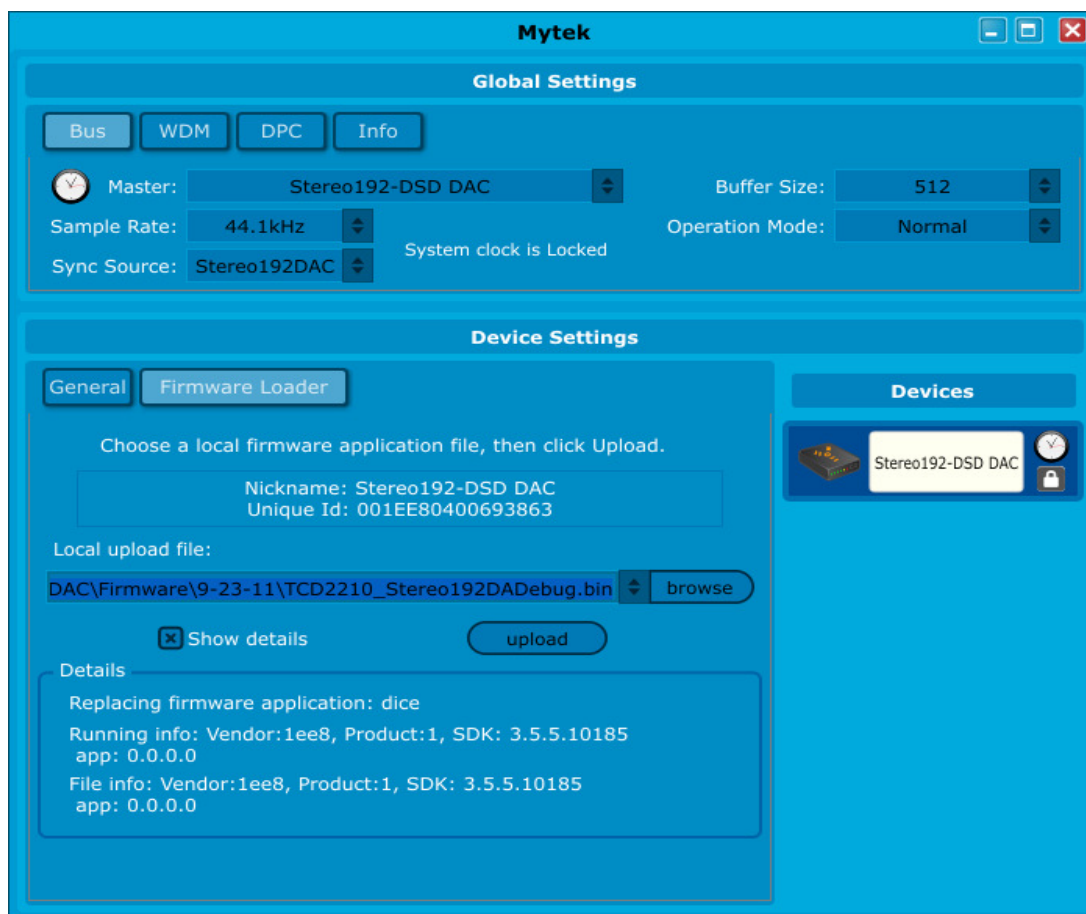 Mytek
Global Settings
Bus WDM DPC Info
Master: Stereo192-DSD DAC Buffer Size: 512
Sample Rate: 44.1kHz Operation Mode: Normal
System clock is Locked
Sync Source: Stereo192DAC
Device Settings
General Firmware Loader
Devices
Choose a local firmware application file, then click Upload.
Stereo192-DSD DAC
Nickname: Stereo192-DSD DAC
Unique Id: 001EE80400693863
Local upload file:
DAC\Firmware\9-23-11\TCD2210_Stereo192DADebug.bin browse
Show details upload
Details
Replacing firmware application: dice
Running info: Vendor:1ee8, Product:1, SDK: 3.5.5.10185
app: 0.0.0.0
File info: Vendor:1ee8, Product:1, SDK: 3.5.5.10185
app: 0.0.0.0